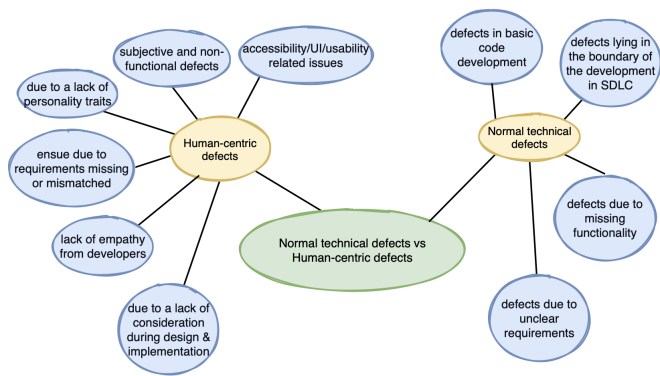 subjective and non-
functional defects
accessibility/UI/usability
related issues
due to a lack of
personality traits
Human-centric
defects
ensue due to
requirements missing
or mismatched
lack of empathy
from developers
due to a lack of
consideration
during design &
implementation
Normal technical defects vs
Human-centric defects
defects in basic
code
development
defects lying in
the boundary of
the development
in SDLC
Normal technical
defects
defects due to
missing
functionality
defects due to
unclear
requirements